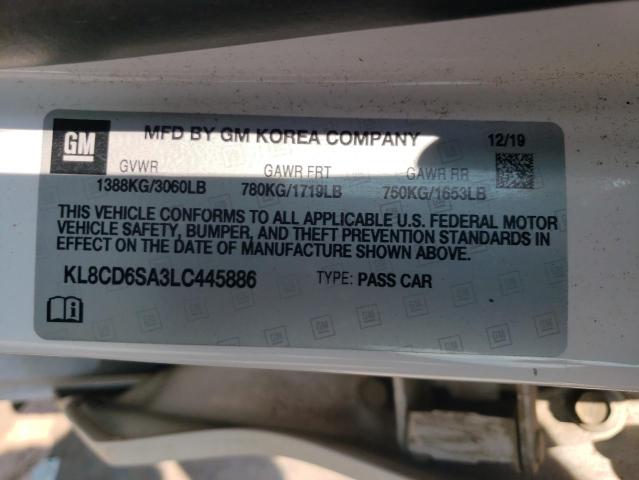 GM MFD BY GM KOREA COMPANY 12/19
GVWR GAWR FRT GAWR RR
1388KG/3060LB 780KG/1719LB 750KG/1653LB
THIS VEHICLE CONFORMS TO ALL APPLICABLE U.S. FEDERAL MOTOR
VEHICLE SAFETY, BUMPER, AND THEFT PREVENTION STANDARDS IN
EFFECT ON THE DATE OF MANUFACTURE SHOWN ABOVE.
KL8CD6SA3LC445886 TYPE: PASS CAR